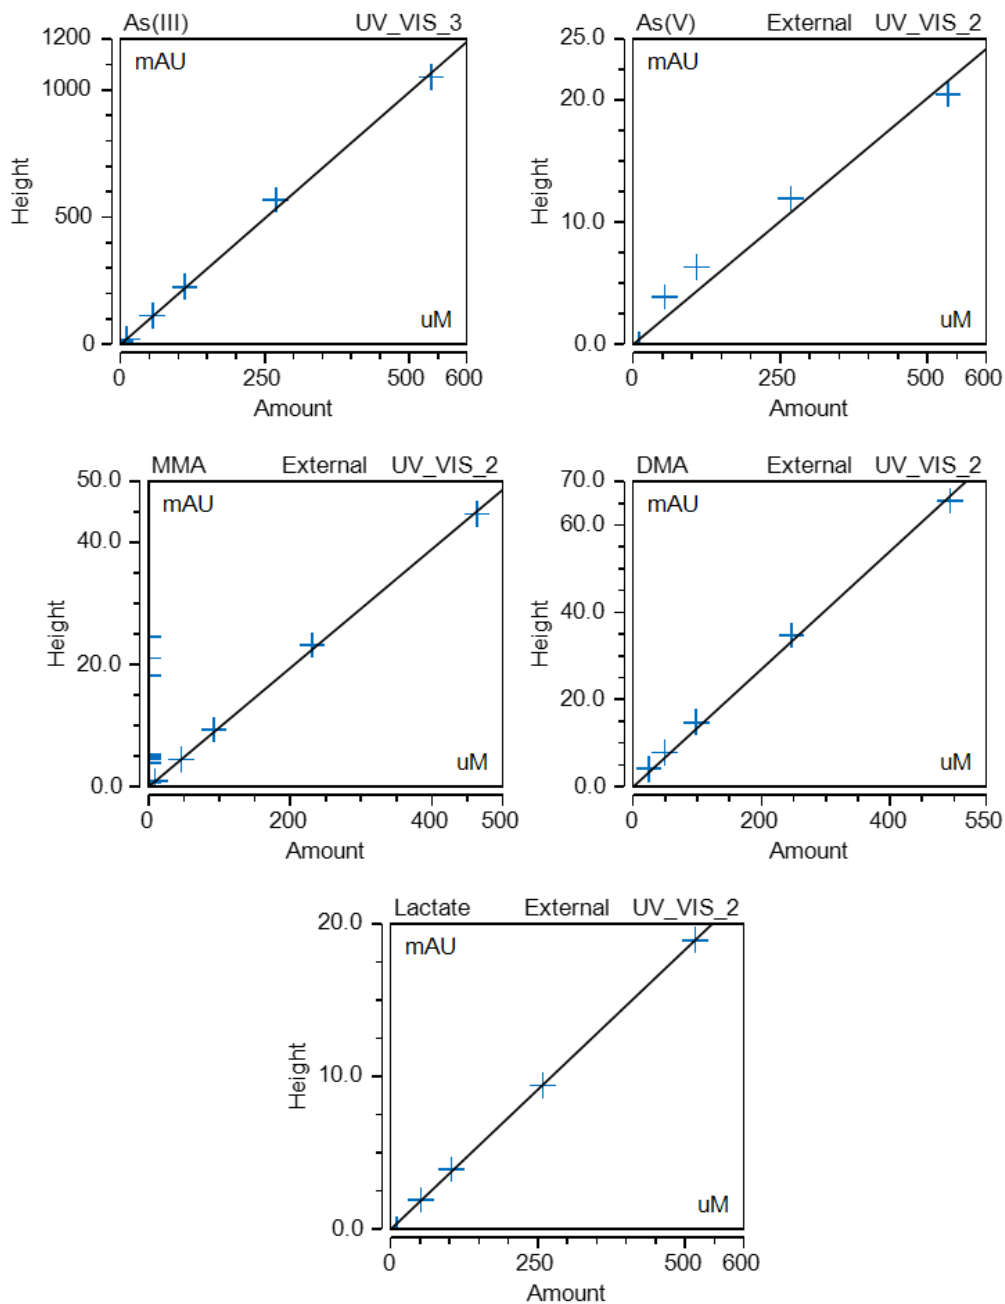 As(III) UV_VIS_3
1200
mAU
1000
Height
500
uM
0
0 250 500 600
Amount
As(V) External UV_VIS_2
25.0
mAU
20.0
Height
10.0
uM
0.0
0 250 500 600
Amount
MMA External UV_VIS_2
50.0
mAU
40.0
Height
20.0
uM
0.0
0 200 400 500
Amount
DMA External UV_VIS_2
70.0
mAU
60.0
Height
40.0
20.0
uM
0.0
0 200 400 550
Amount
Lactate External UV_VIS_2
20.0
mAU
10.0
Height
uM
0.0
0 250 500 600
Amount